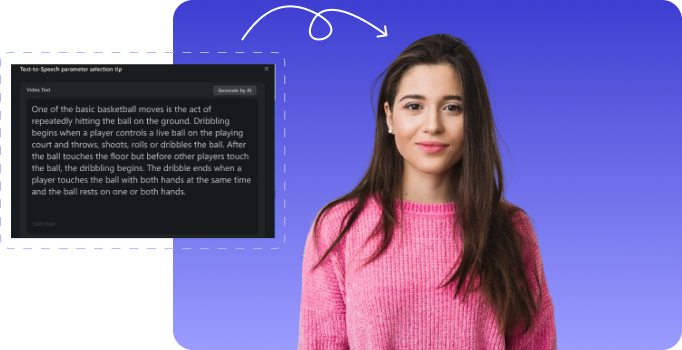 Text-to-Speech parameter selection tip
Video Text
Generate by AI
One of the basic basketball moves is the act of
repeatedly hitting the ball on the ground. Dribbling
begins when a player controls a live ball on the playing
court and throws, shoots, rolls or dribbles the ball. After
the ball touches the floor but before other players touch
the ball, the dribbling begins. The dribble ends when a
player touches the ball with both hands at the same time
and the ball rests on one or both hands.